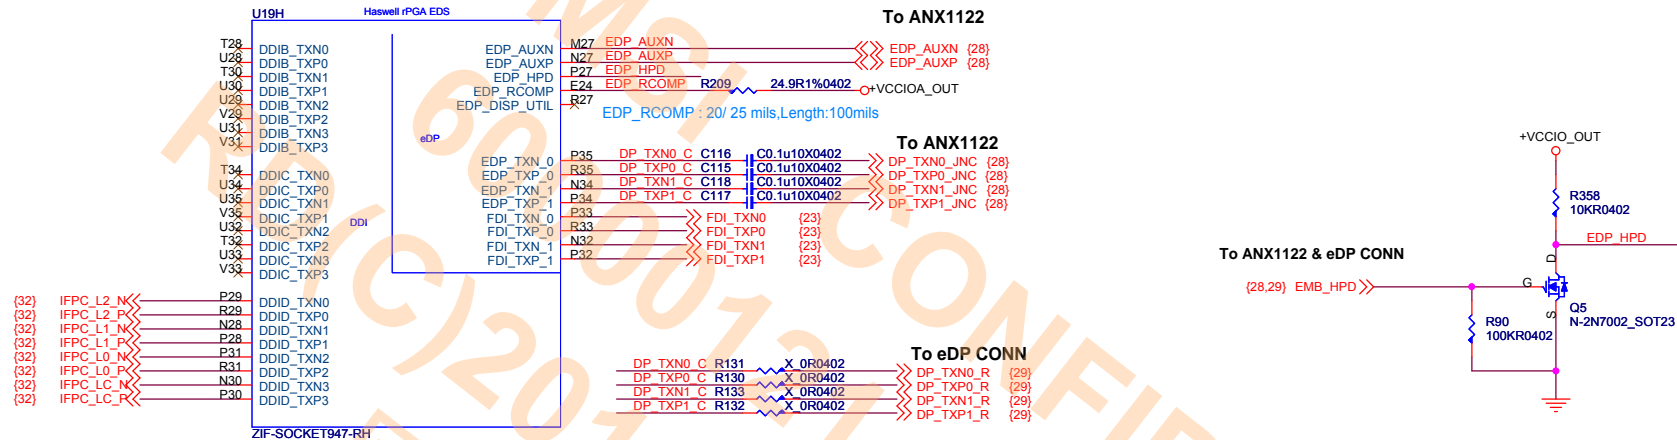 U19H
Haswell rPGA EDS
To ANX1122
T28 DDIB_TXN0
U28 DDIB_TXP0
T30 DDIB_TXN1
U30 DDIB_TXP1
U29 DDIB_TXN2
V29 DDIB_TXP2
U31 DDIB_TXN3
V31 DDIB_TXP3
T34 DDIC_TXN0
U34 DDIC_TXP0
U35 DDIC_TXN1
V35 DDIC_TXP1
U32 DDIC_TXN2
T32 DDIC_TXP2
U33 DDIC_TXN3
V33 DDIC_TXP3
{32} IFPC_L2_N P29 DDID_TXN0
{32} IFPC_L2_P R29 DDID_TXP0
{32} IFPC_L1_N N28 DDID_TXN1
{32} IFPC_L1_P P28 DDID_TXP1
{32} IFPC_L0_N P31 DDID_TXN2
{32} IFPC_L0_P R31 DDID_TXP2
{32} IFPC_LC_N N30 DDID_TXN3
{32} IFPC_LC_P P30 DDID_TXP3
eDP
DDI
ZIF-SOCKET947-RH
EDP_AUXN M27 EDP_AUXN EDP_AUXN {28}
EDP_AUXP N27 EDP_AUXP EDP_AUXP {28}
EDP_HPD P27 EDP_HPD
EDP_RCOMP E24 EDP_RCOMP R209 24.9R1%0402 +VCCIOA_OUT
EDP_DISP_UTIL R27
EDP_RCOMP : 20/ 25 mils,Length:100mils
To ANX1122
EDP_TXN_0 P35 DP_TXN0_C C116 C0.1u10X0402 DP_TXN0_JNC {28}
EDP_TXP_0 R35 DP_TXP0_C C115 C0.1u10X0402 DP_TXP0_JNC {28}
EDP_TXN_1 N34 DP_TXN1_C C118 C0.1u10X0402 DP_TXN1_JNC {28}
EDP_TXP_1 P34 DP_TXP1_C C117 C0.1u10X0402 DP_TXP1_JNC {28}
FDI_TXN_0 P33 FDI_TXN0 {23}
FDI_TXP_0 R33 FDI_TXP0 {23}
FDI_TXN_1 N32 FDI_TXN1 {23}
FDI_TXP_1 P32 FDI_TXP1 {23}
To eDP CONN
DP_TXN0_C R131 X_0R0402 DP_TXN0_R {29}
DP_TXP0_C R130 X_0R0402 DP_TXP0_R {29}
DP_TXN1_C R133 X_0R0402 DP_TXN1_R {29}
DP_TXP1_C R132 X_0R0402 DP_TXP1_R {29}
+VCCIO_OUT
R358
10KR0402
EDP_HPD
To ANX1122 & eDP CONN
{28,29} EMB_HPD
D
G
S
Q5
N-2N7002_SOT23
R90
100KR0402
MSI CONFI